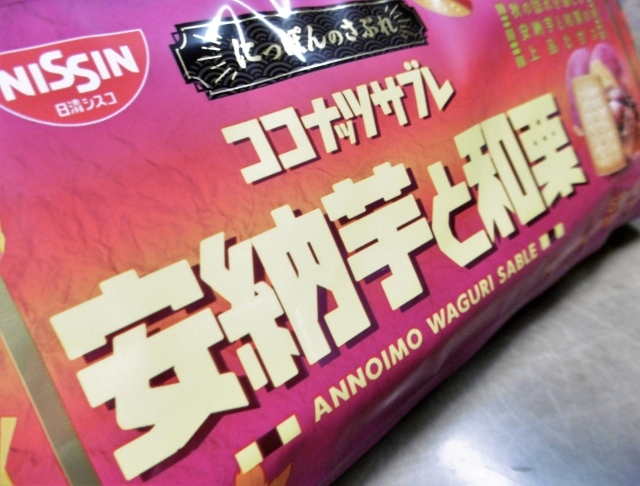 NISSIN
日清シスコ
にっぽんのさぶれ
ココナッツサブレ
安納芋と和栗
ANNOIMO WAGURI SABLE